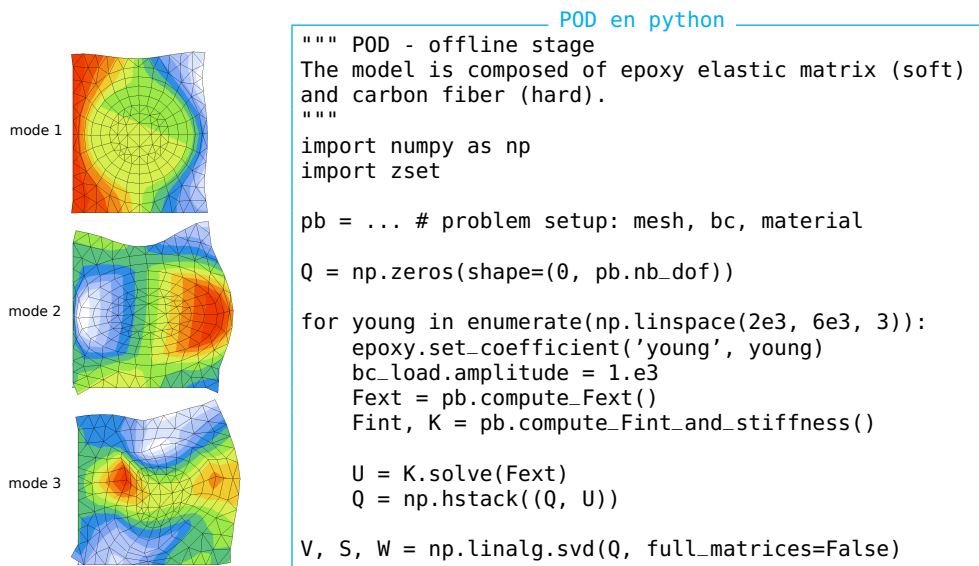 POD en python
""" POD - offline stage
The model is composed of epoxy elastic matrix (soft)
and carbon fiber (hard).
"""
import numpy as np
import zset
pb = ... # problem setup: mesh, bc, material
Q = np.zeros(shape=(0, pb.nb_dof))
for young in enumerate(np.linspace(2e3, 6e3, 3)):
    epoxy.set_coefficient(’young’, young)
    bc_load.amplitude = 1.e3
    Fext = pb.compute_Fext()
    Fint, K = pb.compute_Fint_and_stiffness()
    U = K.solve(Fext)
    Q = np.hstack((Q, U))
V, S, W = np.linalg.svd(Q, full_matrices=False)
mode 1
mode 2
mode 3